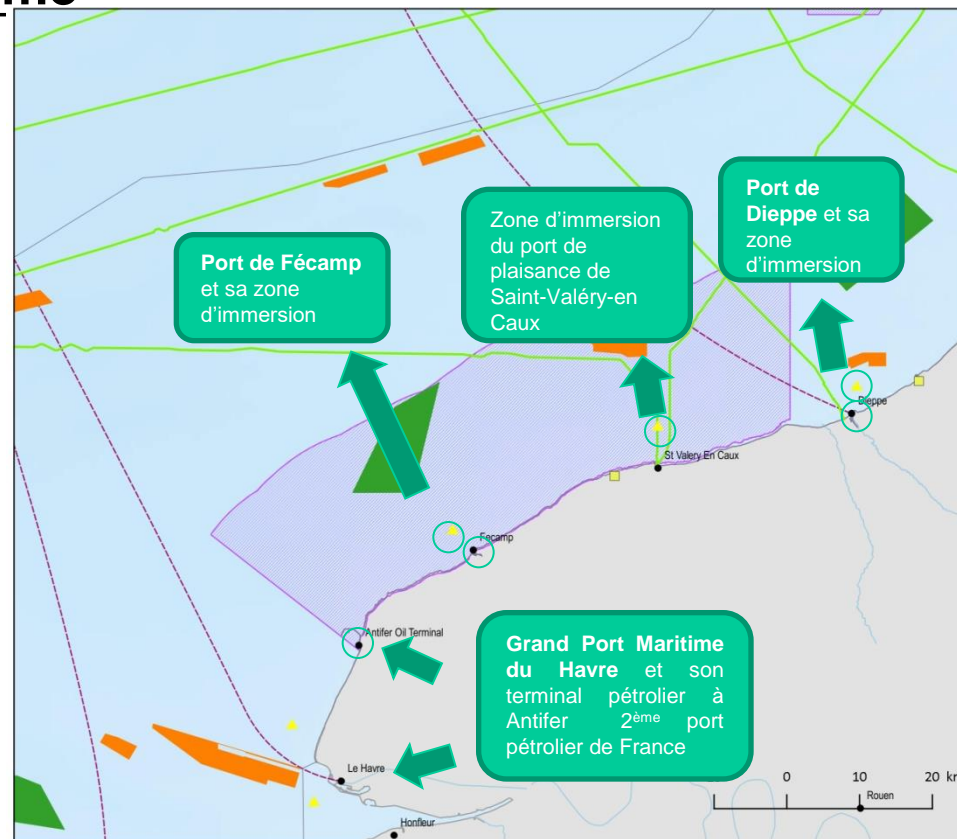 Port de
Dieppe et sa
zone
d'immersion
Zone d'immersion
du port de
plaisance de
Saint-Valéry-en
Caux
Port de Fécamp
et sa zone
d'immersion
Dieppe
St Valery En Caux
Fecamp
Antifer Oil Terminal
Grand Port Maritime
du Havre et son
terminal pétrolier à
Antifer 2ème port
pétrolier de France
Le Havre
0 10 20
Rouen
Honfleur